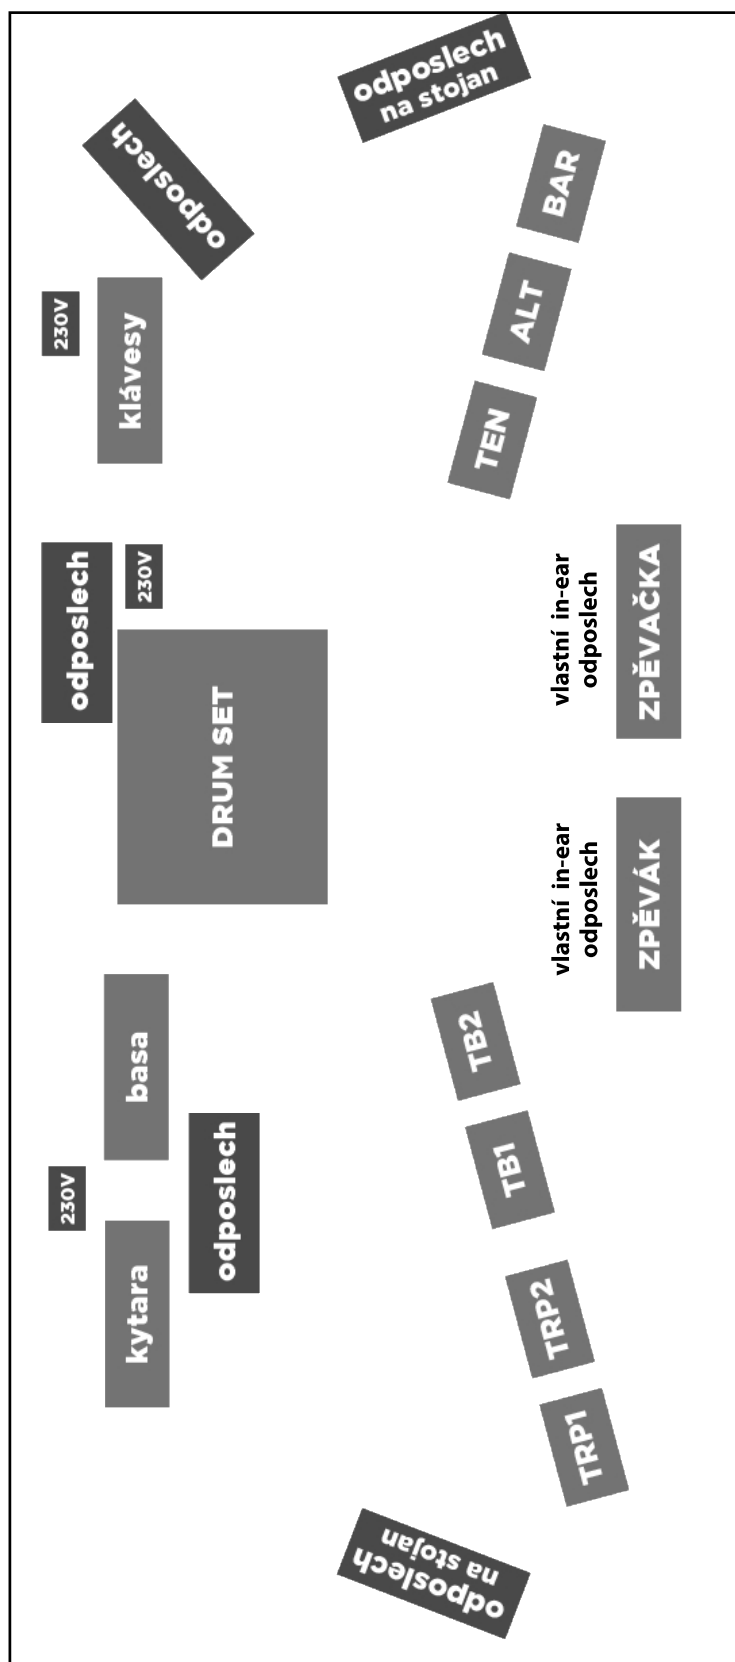 odposlech
na stojan
BAR
odposlech
ALT
230V
klávesy
TEN
odposlech
230V
vlastní in-ear
odposlech
ZPĚVAČKA
DRUM SET
vlastní in-ear
odposlech
ZPĚVÁK
basa
TB2
TB1
230V
odposlech
kytara
TRP2
TRP1
odposlech
na stojan